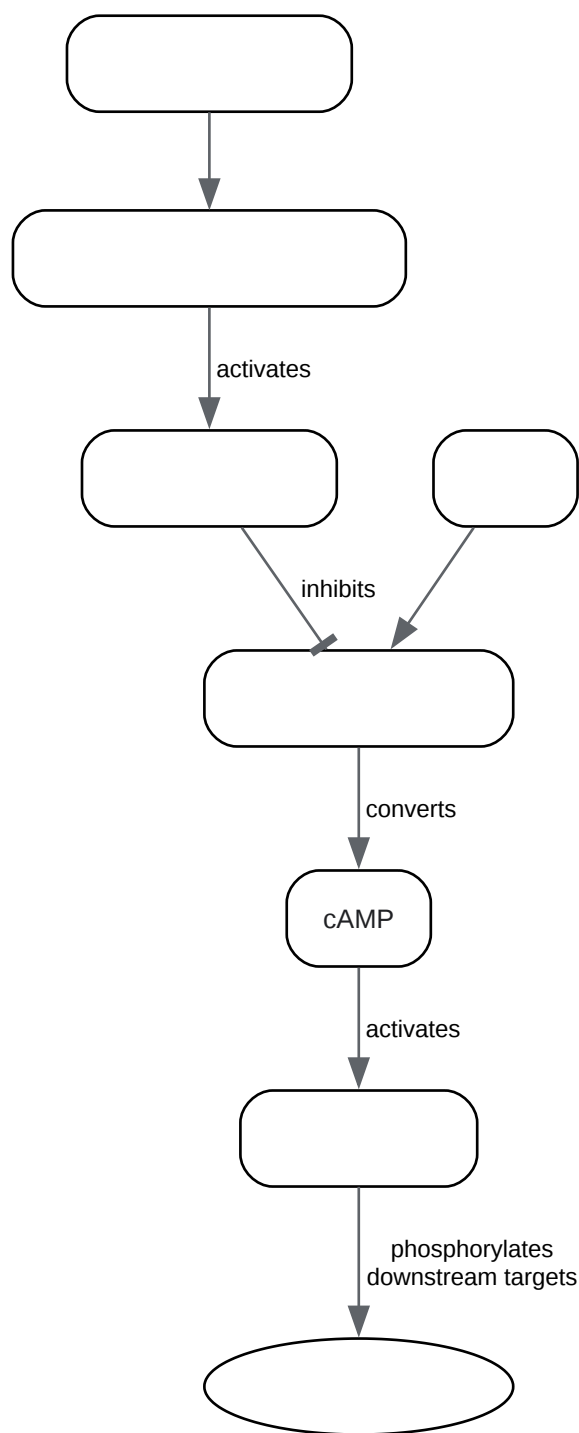 activates
inhibits
converts
cAMP
activates
phosphorylates
downstream targets